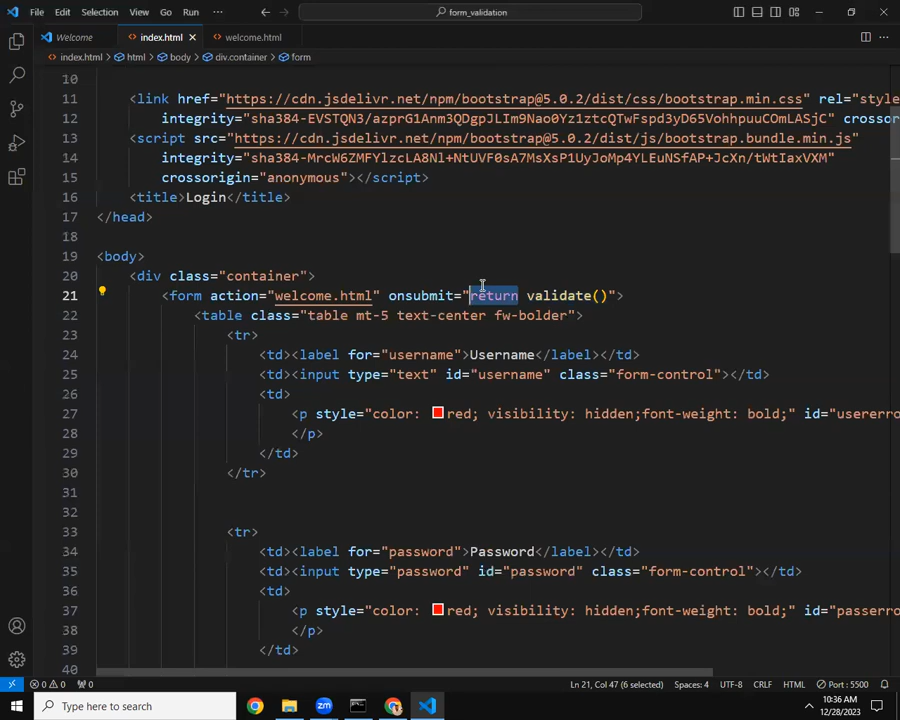 File Edit Selection View Go Run ··· form_validation
Welcome index.html welcome.html
index.html > html > body > div.container > form
10
11 <link href="https://cdn.jsdelivr.net/npm/bootstrap@5.0.2/dist/css/bootstrap.min.css" rel="style
12 integrity="sha384-EVSTQN3/azprG1Anm3QDgpJLIm9Nao0Yz1ztcQTwFspd3yD65VohhpuuCOmLASjC" crossor
13 <script src="https://cdn.jsdelivr.net/npm/bootstrap@5.0.2/dist/js/bootstrap.bundle.min.js"
14 integrity="sha384-MrcW6ZMFYlzcLA8Nl+NtUVF0sA7MsXsP1UyJoMp4YLEuNSfAP+JcXn/tWtIaxVXM"
15 crossorigin="anonymous"></script>
16 <title>Login</title>
17 </head>
18
19 <body>
20 <div class="container">
21 <form action="welcome.html" onsubmit="return validate()">
22 <table class="table mt-5 text-center fw-bolder">
23 <tr>
24 <td><label for="username">Username</label></td>
25 <td><input type="text" id="username" class="form-control"></td>
26 <td>
27 <p style="color: red; visibility: hidden;font-weight: bold;" id="usererro
28 </p>
29 </td>
30 </tr>
31
32
33 <tr>
34 <td><label for="password">Password</label></td>
35 <td><input type="password" id="password" class="form-control"></td>
36 <td>
37 <p style="color: red; visibility: hidden;font-weight: bold;" id="passerro
38 </p>
39 </td>
40
0 0 0 Ln 21, Col 47 (6 selected) Spaces: 4 UTF-8 CRLF HTML Port : 5500
Type here to search
10:36 AM
12/28/2023